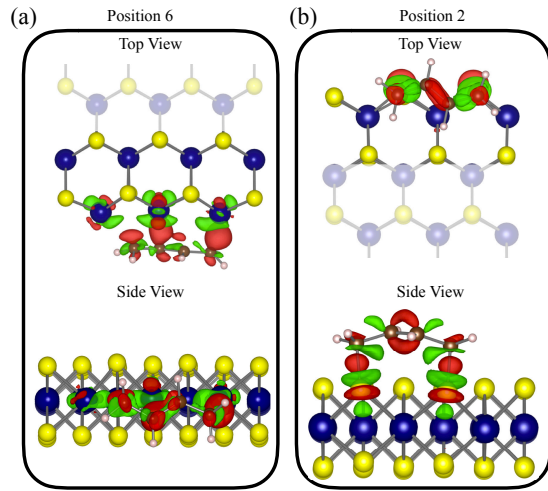 (a)
Position 6
Top View
Side View
(b)
Position 2
Top View
Side View